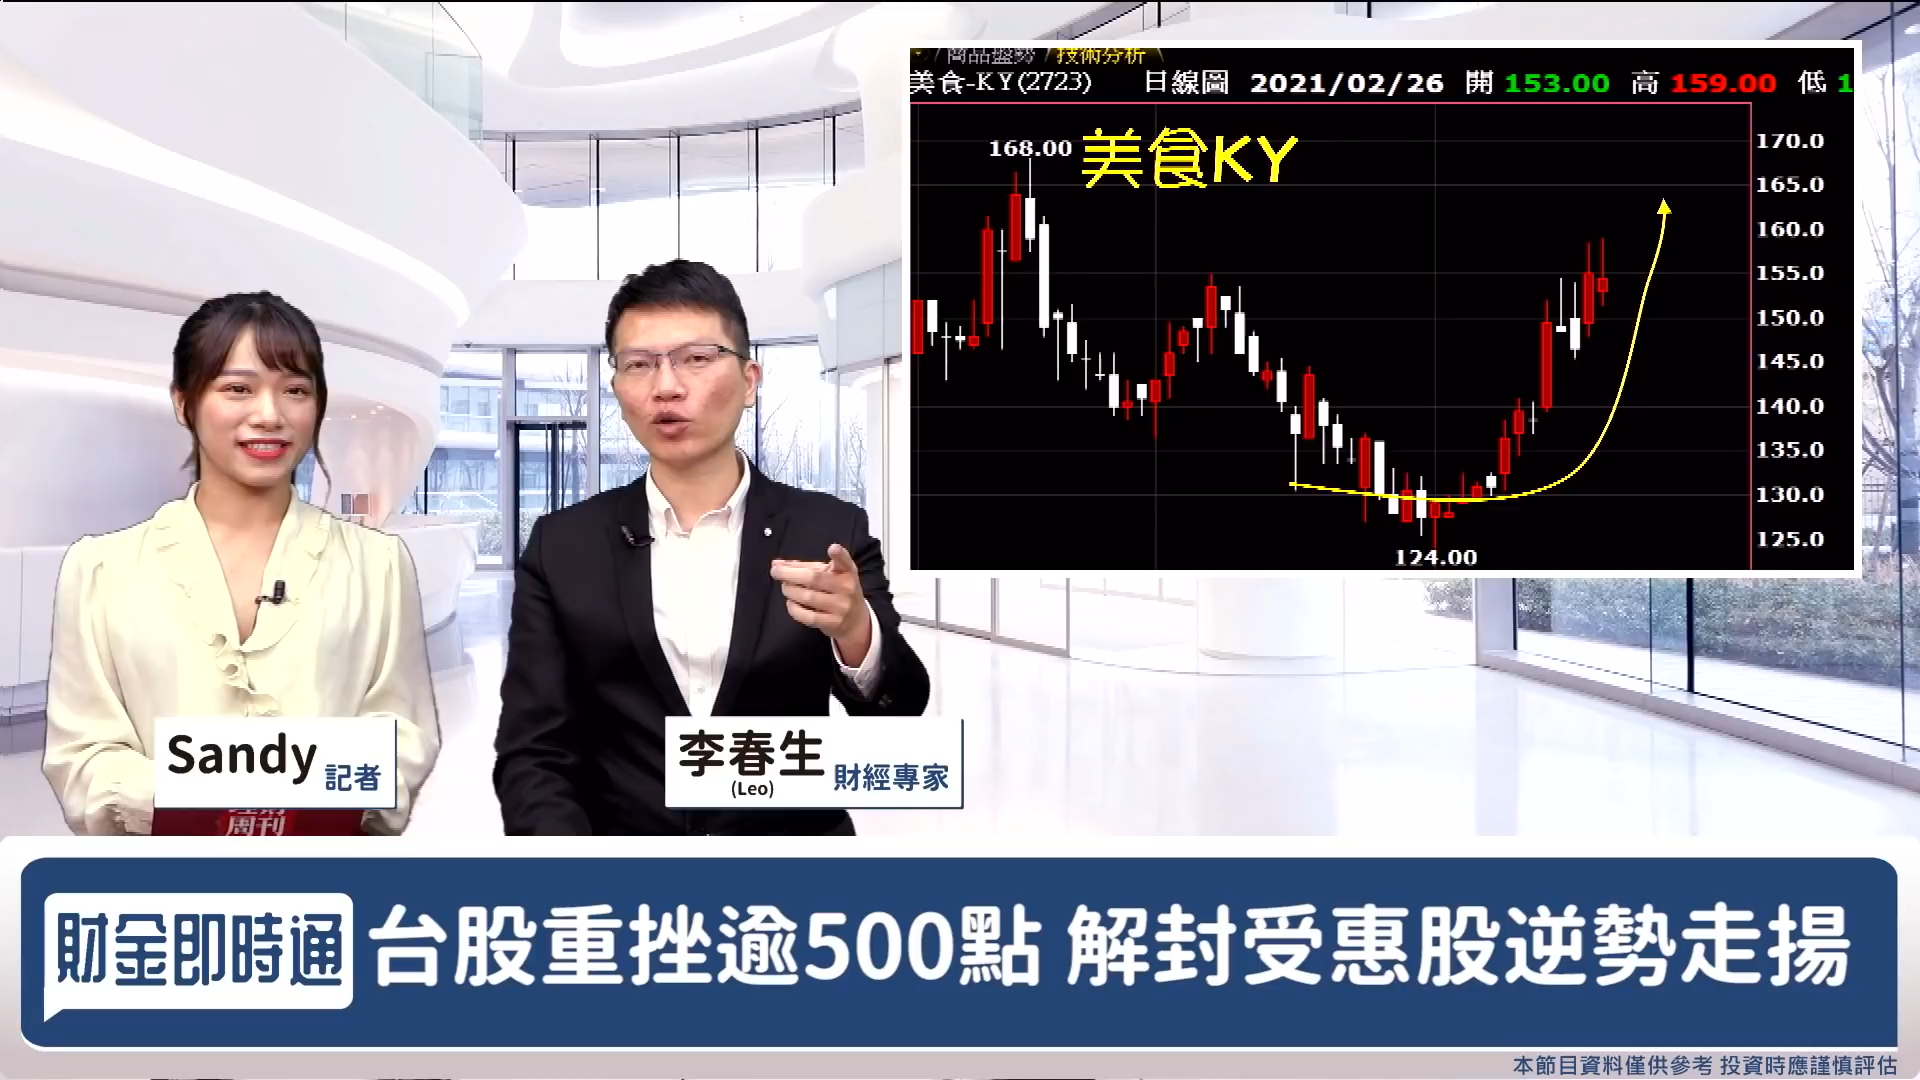 商品盤勢 技術分析
美食-KY(2723) 日線圖 2021/02/26 開 153.00 高 159.00 低 1
168.00 美食KY
170.0
165.0
160.0
155.0
150.0
145.0
140.0
135.0
130.0
125.0
124.00
Sandy 記者
李春生 財經專家
(Leo)
理財
周刊
財金即時通 台股重挫逾500點 解封受惠股逆勢走揚
本節目資料僅供參考 投資時應謹慎評估